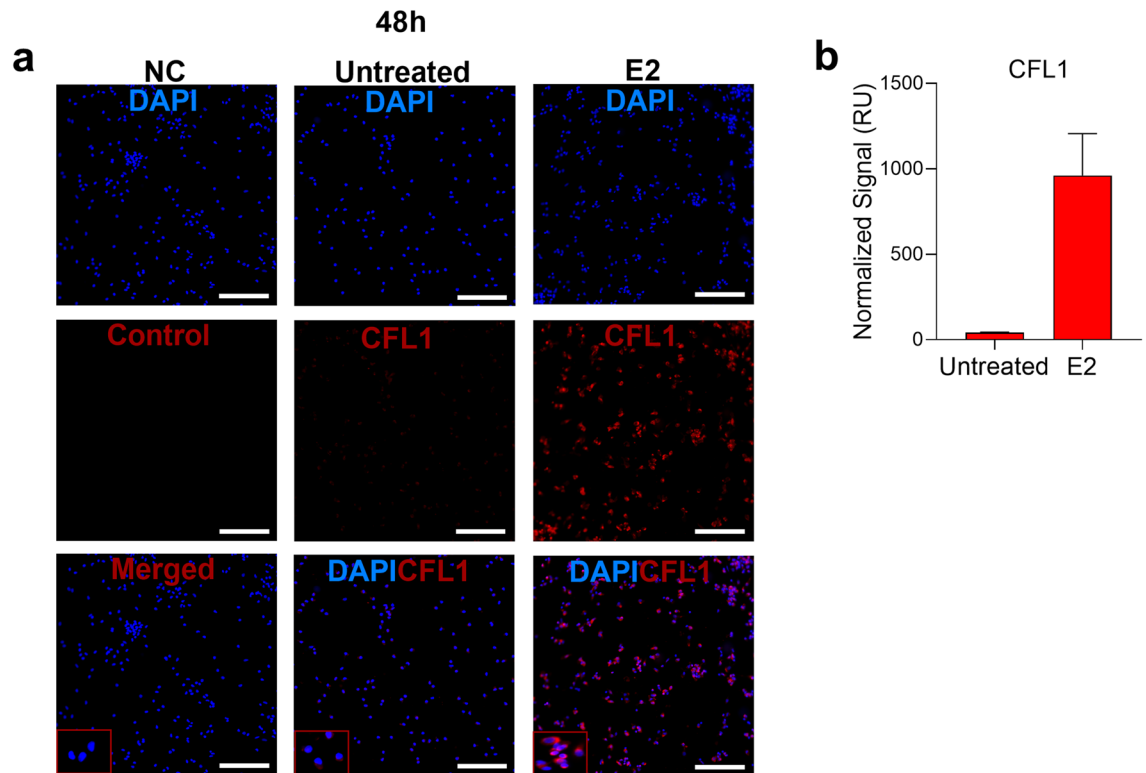 48h
a
NC Untreated E2
DAPI DAPI DAPI
Control CFL1 CFL1
Merged DAPICFL1 DAPICFL1
b
CFL1
Normalized Signal (RU)
1500
1000
500
0
Untreated E2